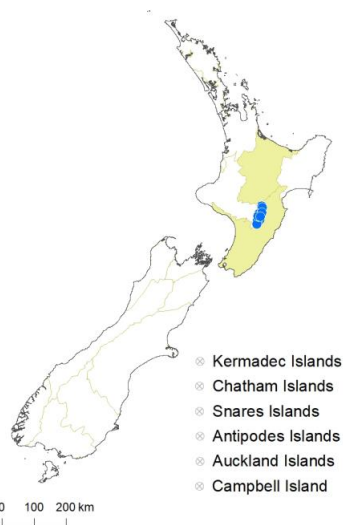 Kermadec Islands
Chatham Islands
Snares Islands
Antipodes Islands
Auckland Islands
Campbell Island
0 100 200 km